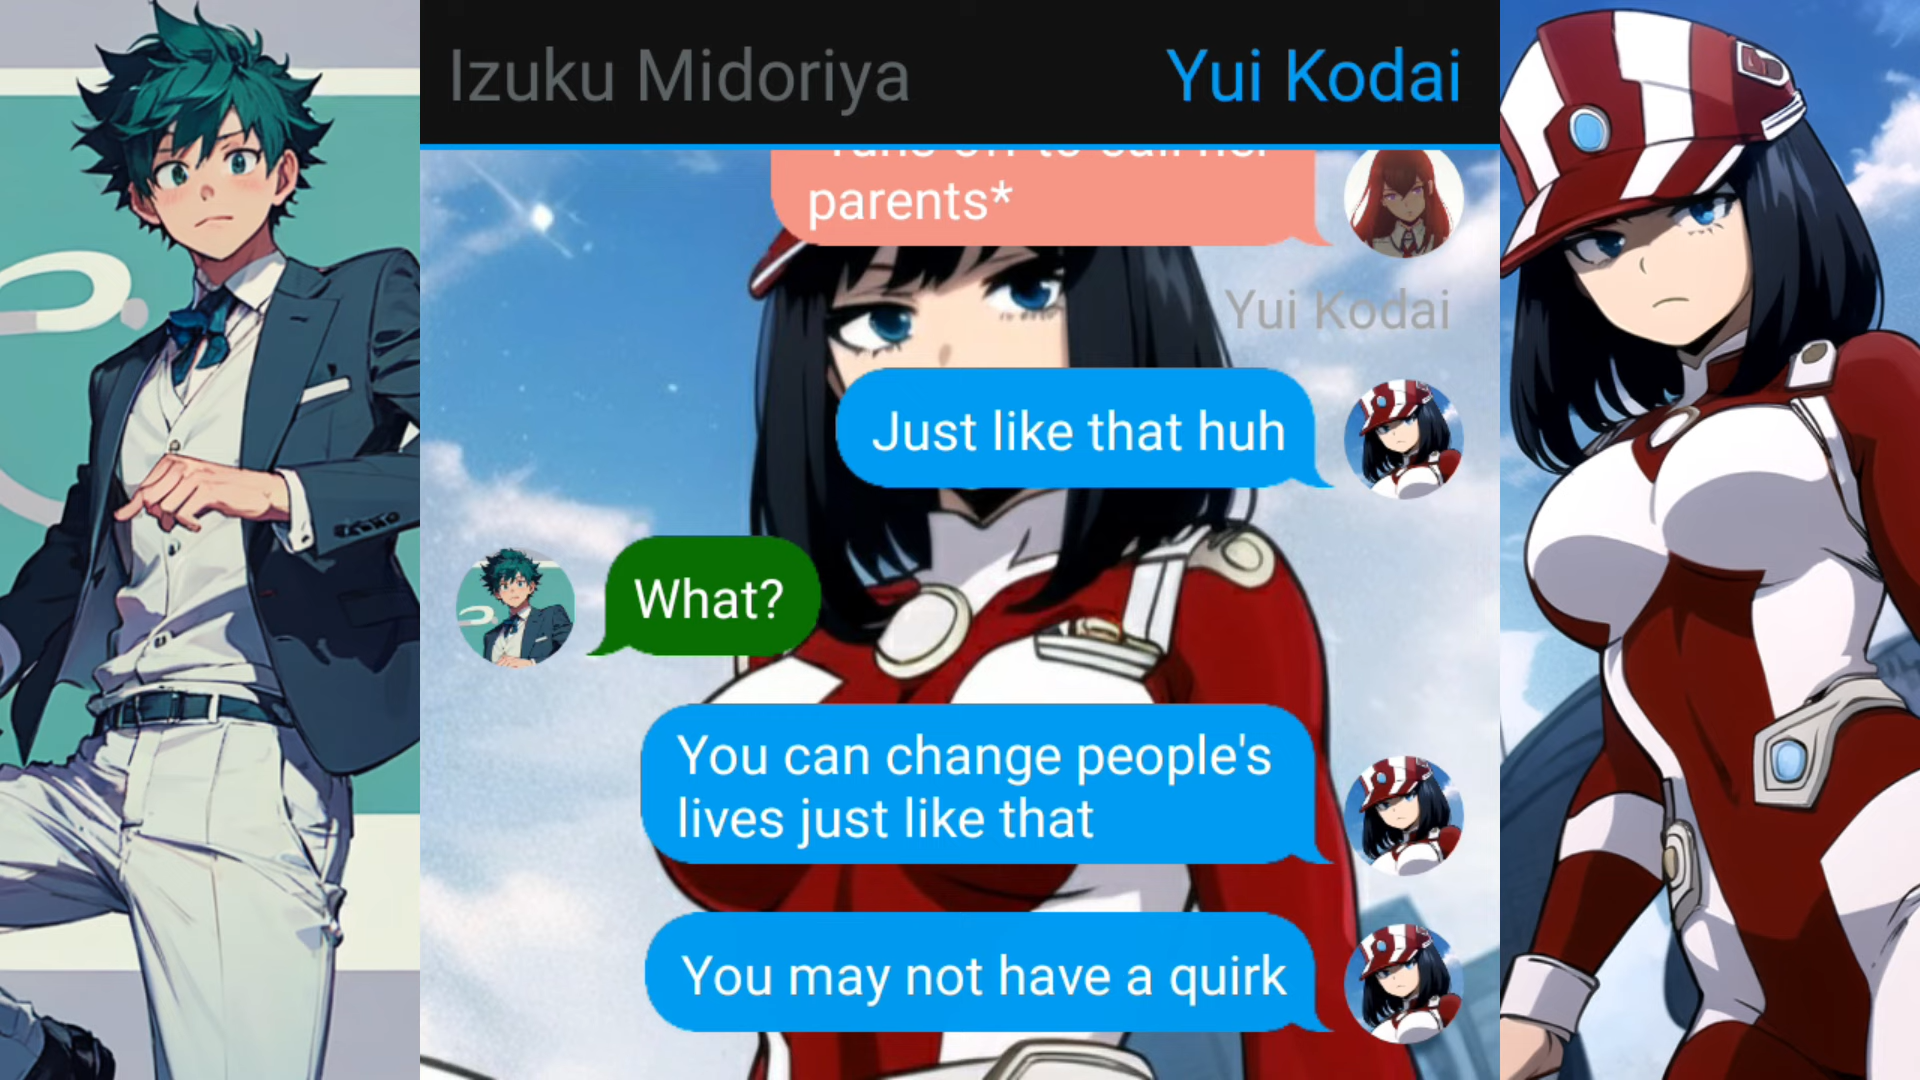 Izuku Midoriya
Yui Kodai
parents*
Yui Kodai
Just like that huh
What?
You can change people's
lives just like that
You may not have a quirk